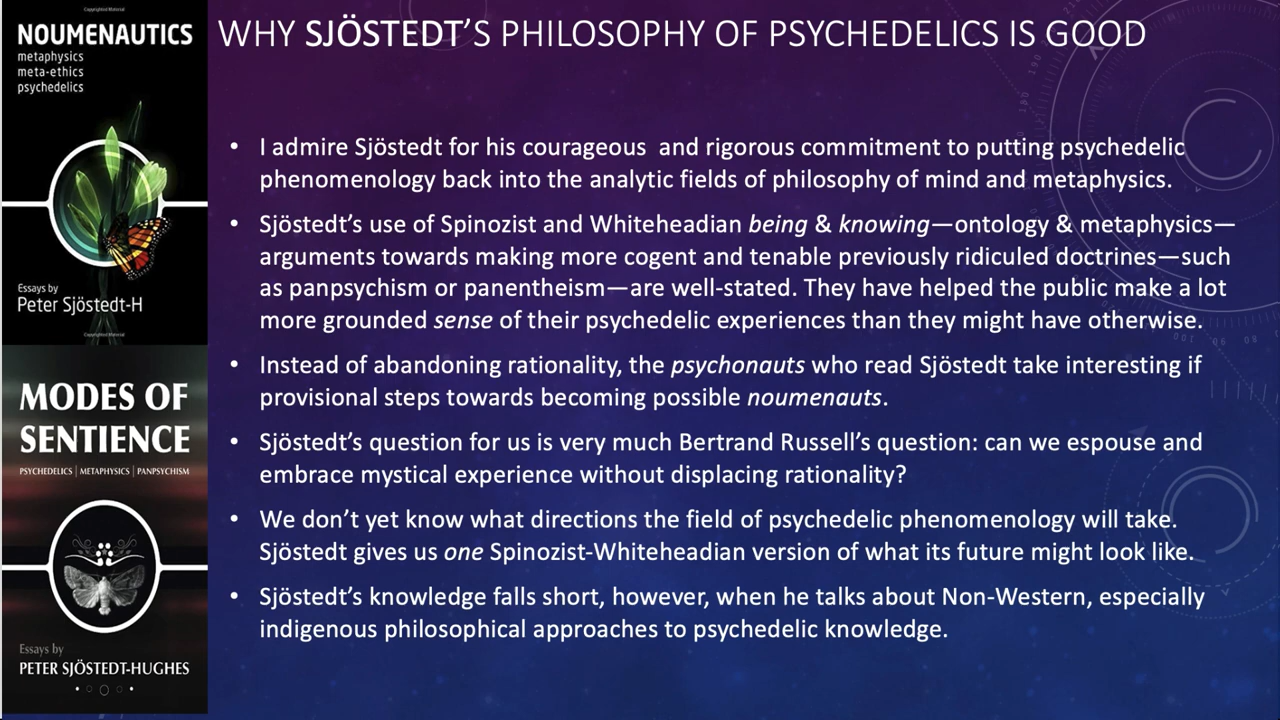 Copyrighted Material
NOUMENAUTICS
metaphysics
meta-ethics
psychedelics
Essays by
Peter Sjöstedt-H
Copyrighted Material
MODES OF
SENTIENCE
PSYCHEDELICS | METAPHYSICS | PANPSYCHISM
Essays by
PETER SJÖSTEDT-HUGHES
WHY SJÖSTEDT’S PHILOSOPHY OF PSYCHEDELICS IS GOOD
• I admire Sjöstedt for his courageous  and rigorous commitment to putting psychedelic
phenomenology back into the analytic fields of philosophy of mind and metaphysics.
• Sjöstedt’s use of Spinozist and Whiteheadian being & knowing—ontology & metaphysics—
arguments towards making more cogent and tenable previously ridiculed doctrines—such
as panpsychism or panentheism—are well-stated. They have helped the public make a lot
more grounded sense of their psychedelic experiences than they might have otherwise.
• Instead of abandoning rationality, the psychonauts who read Sjöstedt take interesting if
provisional steps towards becoming possible noumenauts.
• Sjöstedt’s question for us is very much Bertrand Russell’s question: can we espouse and
embrace mystical experience without displacing rationality?
• We don’t yet know what directions the field of psychedelic phenomenology will take.
Sjöstedt gives us one Spinozist-Whiteheadian version of what its future might look like.
• Sjöstedt’s knowledge falls short, however, when he talks about Non-Western, especially
indigenous philosophical approaches to psychedelic knowledge.